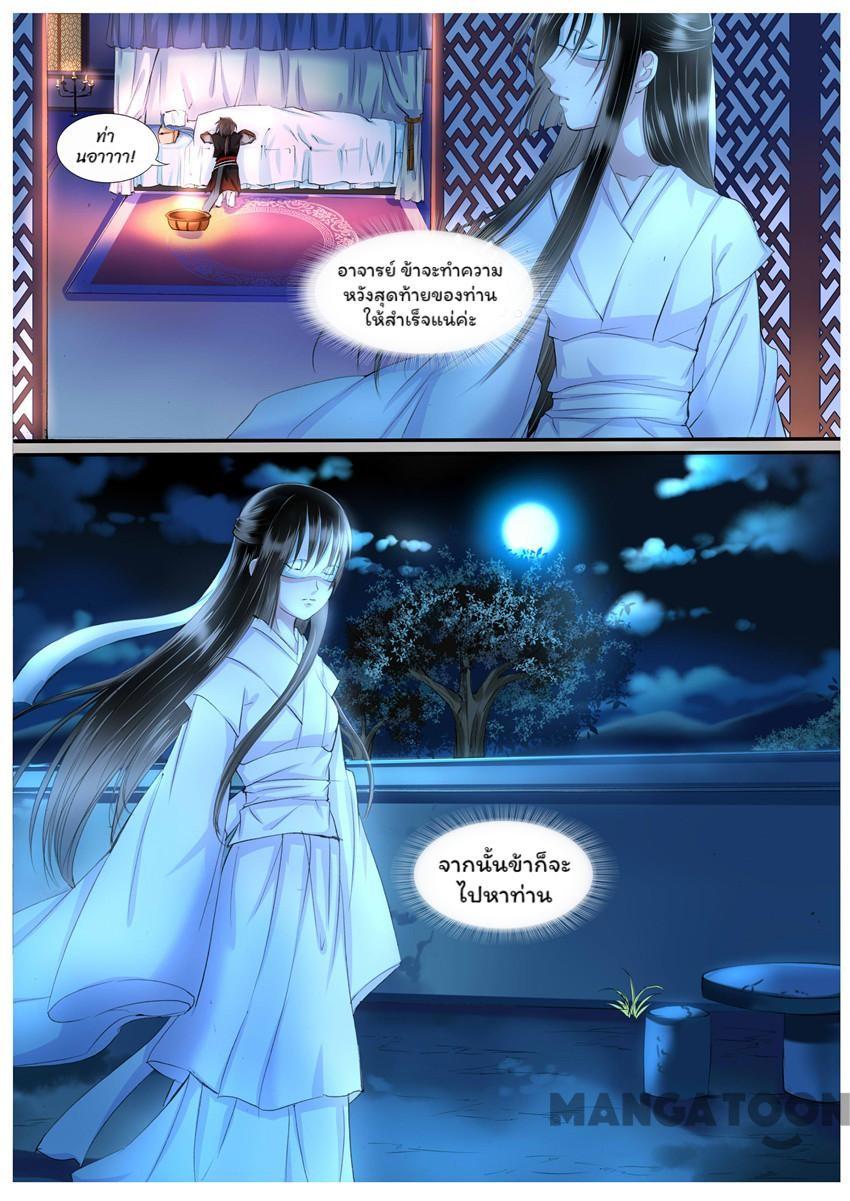 ท่า
นอาาาา!
อาจารย์ ข้าจะทำความ
หวังสุดท้ายของท่าน
ให้สำเร็จแน่ค่ะ
จากนั้นข้าก็จะ
ไปหาท่าน
MANGATOON